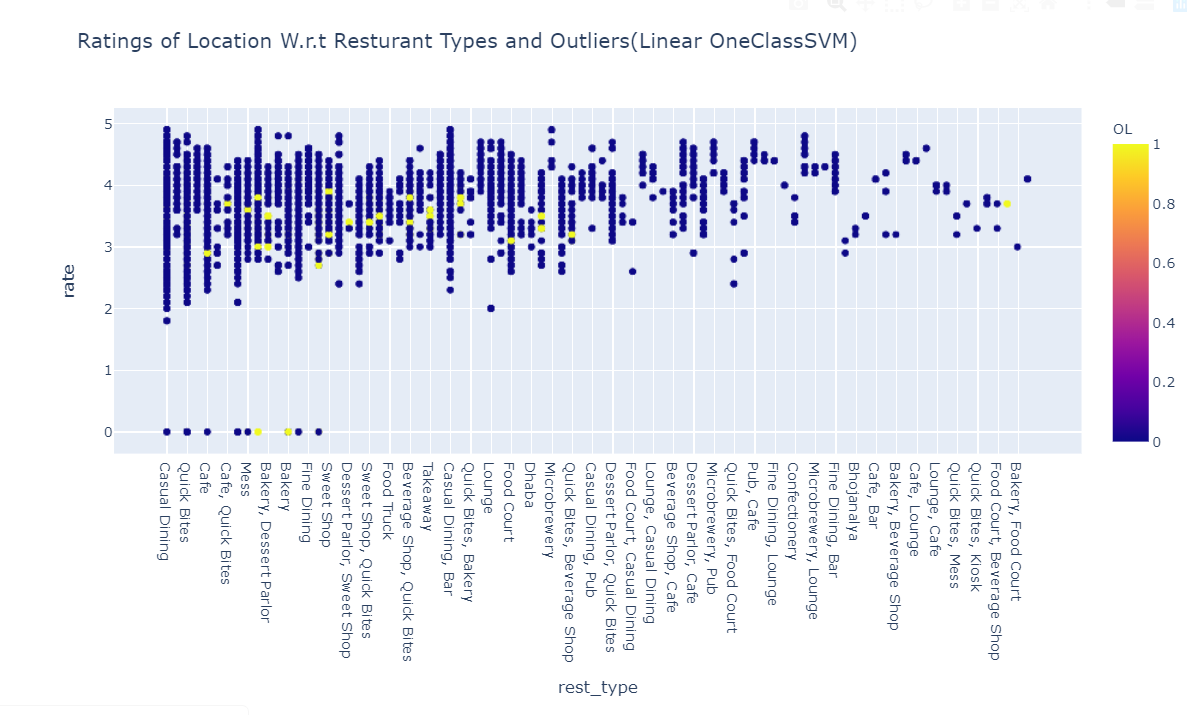 Ratings of Location W.r.t Resturant Types and Outliers(Linear OneClassSVM)
OL
5
4
3
2
1
0
rate
1
0.8
0.6
0.4
0.2
0
Casual Dining
Quick Bites
Cafe
Cafe, Quick Bites
Mess
Bakery, Dessert Parlor
Bakery
Fine Dining
Sweet Shop
Dessert Parlor, Sweet Shop
Sweet Shop, Quick Bites
Food Truck
Beverage Shop, Quick Bites
Takeaway
Casual Dining, Bar
Quick Bites, Bakery
Lounge
Food Court
Dhaba
Microbrewery
Quick Bites, Beverage Shop
Casual Dining, Pub
Dessert Parlor, Quick Bites
Food Court, Casual Dining
Lounge, Casual Dining
Beverage Shop, Cafe
Dessert Parlor, Cafe
Microbrewery, Pub
Quick Bites, Food Court
Pub, Cafe
Fine Dining, Lounge
Confectionery
Microbrewery, Lounge
Fine Dining, Bar
Bhojanalya
Cafe, Bar
Bakery, Beverage Shop
Cafe, Lounge
Lounge, Cafe
Quick Bites, Mess
Quick Bites, Kiosk
Food Court, Beverage Shop
Bakery, Food Court
rest_type